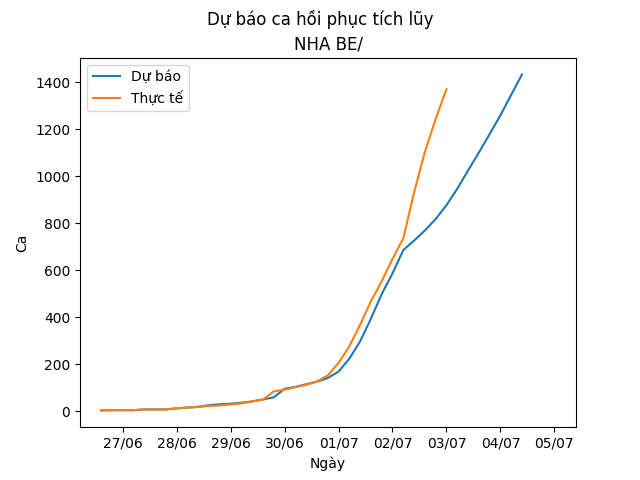 Dự báo ca hồi phục tích lũy
NHA BE/
Dự báo
Thực tế
1400
1200
1000
800
600
400
200
0
Ca
27/06 28/06 29/06 30/06 01/07 02/07 03/07 04/07 05/07
Ngày